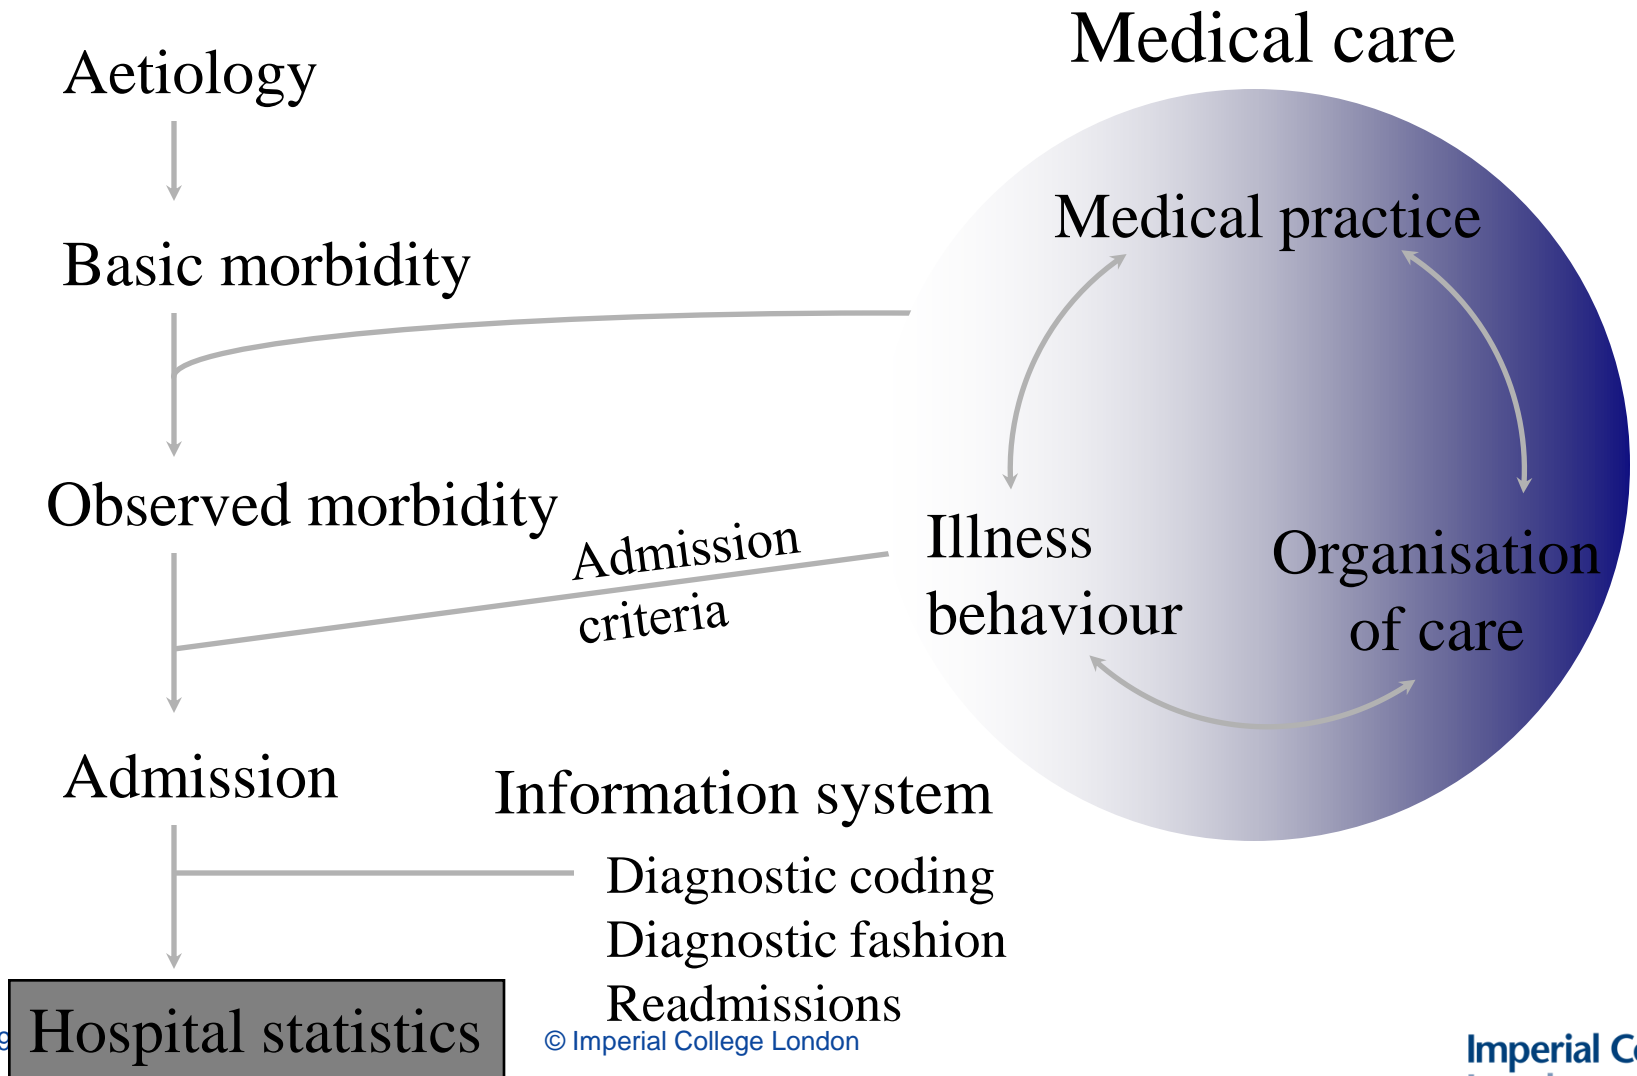 Medical care
Aetiology
Medical practice
Basic morbidity
Observed morbidity
Admission
criteria
Illness
behaviour
Organisation
of care
Admission
Information system
Diagnostic coding
Diagnostic fashion
Readmissions
Hospital statistics
© Imperial College London
Imperial